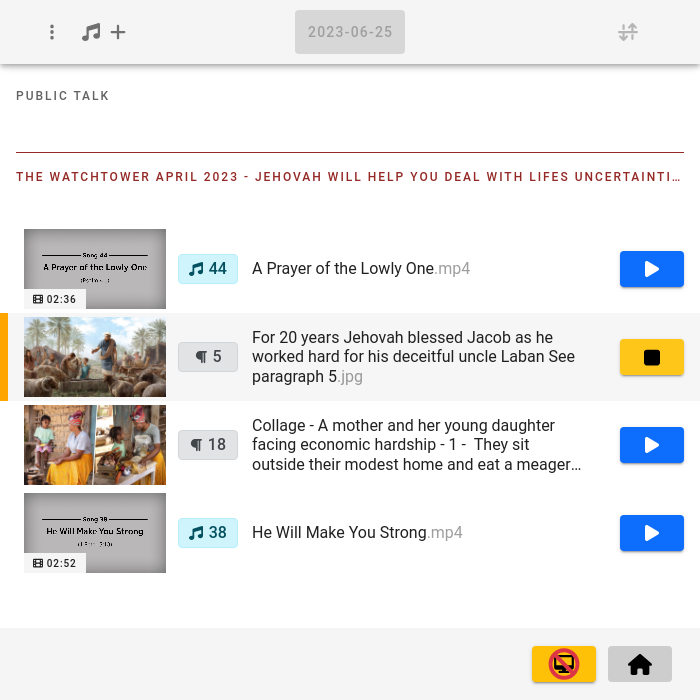 2023-06-25
PUBLIC TALK
THE WATCHTOWER APRIL 2023 - JEHOVAH WILL HELP YOU DEAL WITH LIFES UNCERTAINTI…
Song 44
A Prayer of the Lowly One
02:36
44
A Prayer of the Lowly One.mp4
¶ 5
For 20 years Jehovah blessed Jacob as he
worked hard for his deceitful uncle Laban See
paragraph 5.jpg
¶ 18
Collage - A mother and her young daughter
facing economic hardship - 1 - They sit
outside their modest home and eat a meager…
Song 38
He Will Make You Strong
02:52
38
He Will Make You Strong.mp4